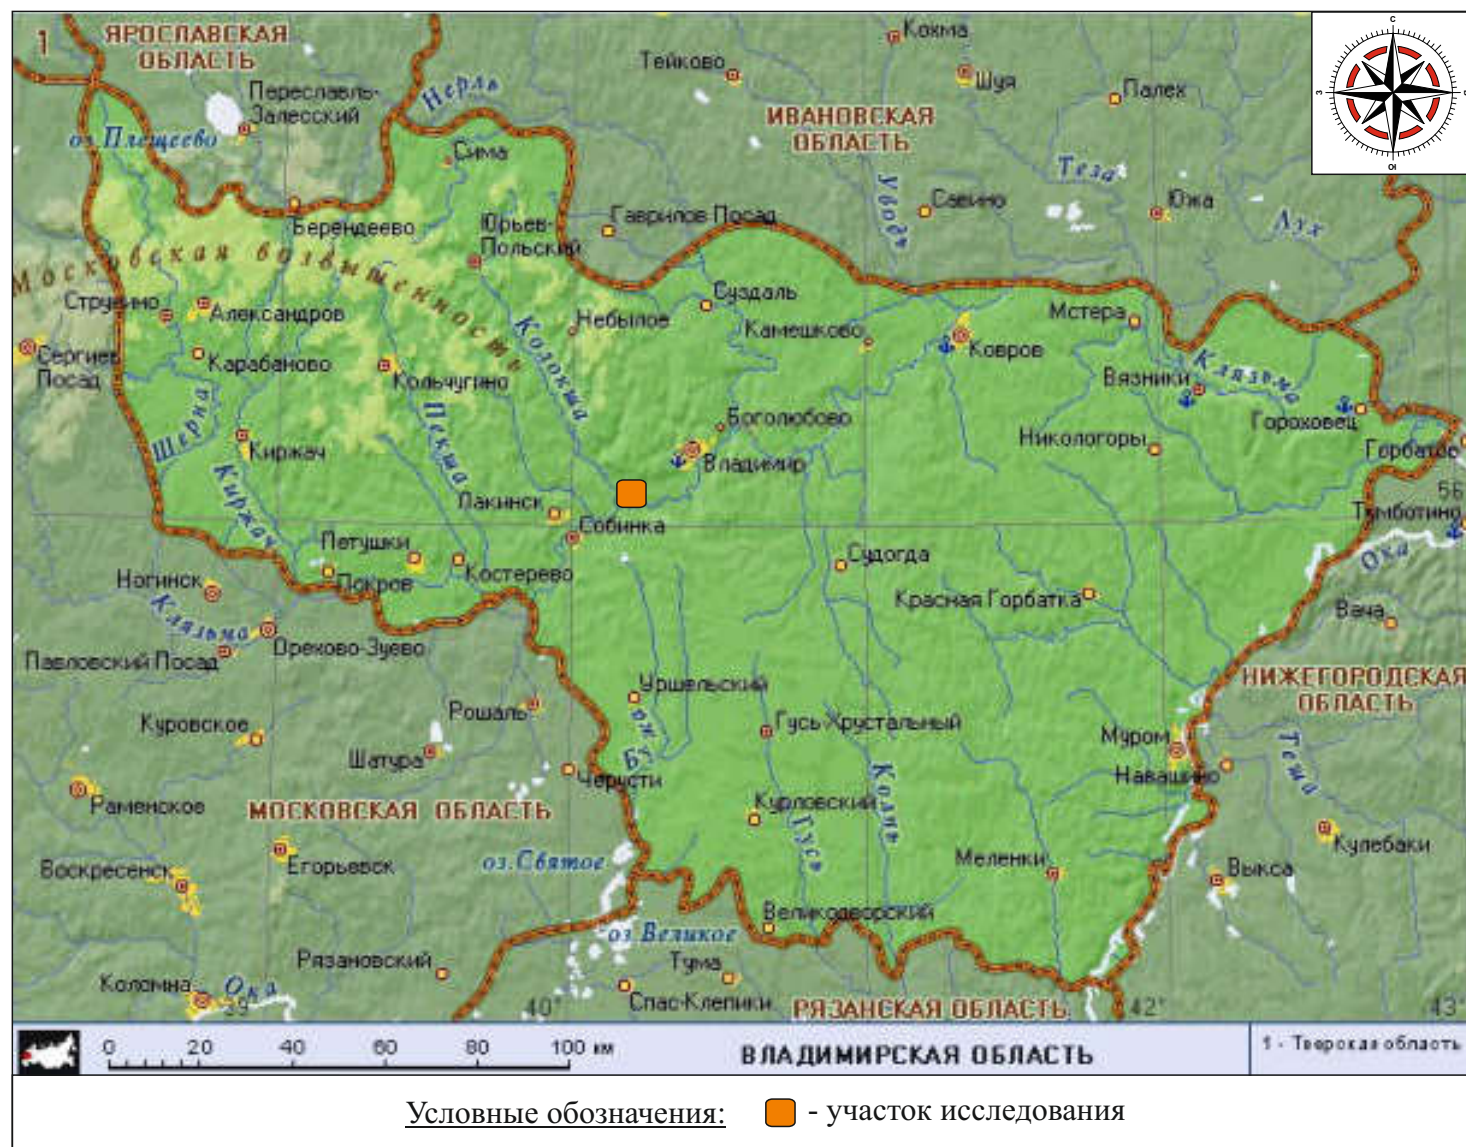 1
ЯРОСЛАВСКАЯ
ОБЛАСТЬ
Нерль
Тейково
Кохма
Шуя
Палех
С
З
Ю
Переславль-
Залесский
оз.Плещеево
ИВАНОВСКАЯ
ОБЛАСТЬ
Сима
Уводь
Теза
Савино
Южа
Лух
Берендеево
Юрьев-
Польский
Гаврилов Посад
Московская возвышенность
Струнино
Александров
Небылое
Суздаль
Камешково
Ковров
Мстера
Сергиев
Посад
Карабаново
Кольчугино
Колокша
Вязники
Клязьма
Гороховец
Шерна
Киржач
Киржач
Пекша
Боголюбово
Владимир
Никологоры
Горбатов
56
Лакинск
Собинка
Тумботино
Ока
Петушки
Покров
Костерево
Судогда
Ногинск
Клязьма
Орехово-Зуево
Красная Горбатка
Вача
Павловский Посад
НИЖЕГОРОДСКАЯ
ОБЛАСТЬ
Уршельский
Бужа
Рошаль
Куровское
Шатура
Черусти
Гусь-Хрустальный
Колпь
Муром
Навашино
Теша
Раменское
МОСКОВСКАЯ ОБЛАСТЬ
Курловский
Гусь
Кулебаки
Воскресенск
Егорьевск
оз.Святое
Меленки
Выкса
Великодворский
оз.Великое
Рязановский
Тума
Коломна
Ока
39
40°
Спас-Клепики
РЯЗАНСКАЯ ОБЛАСТЬ
42°
43°
0 20 40 60 80 100 км
ВЛАДИМИРСКАЯ ОБЛАСТЬ
1 - Тверская область
Условные обозначения:
- участок исследования